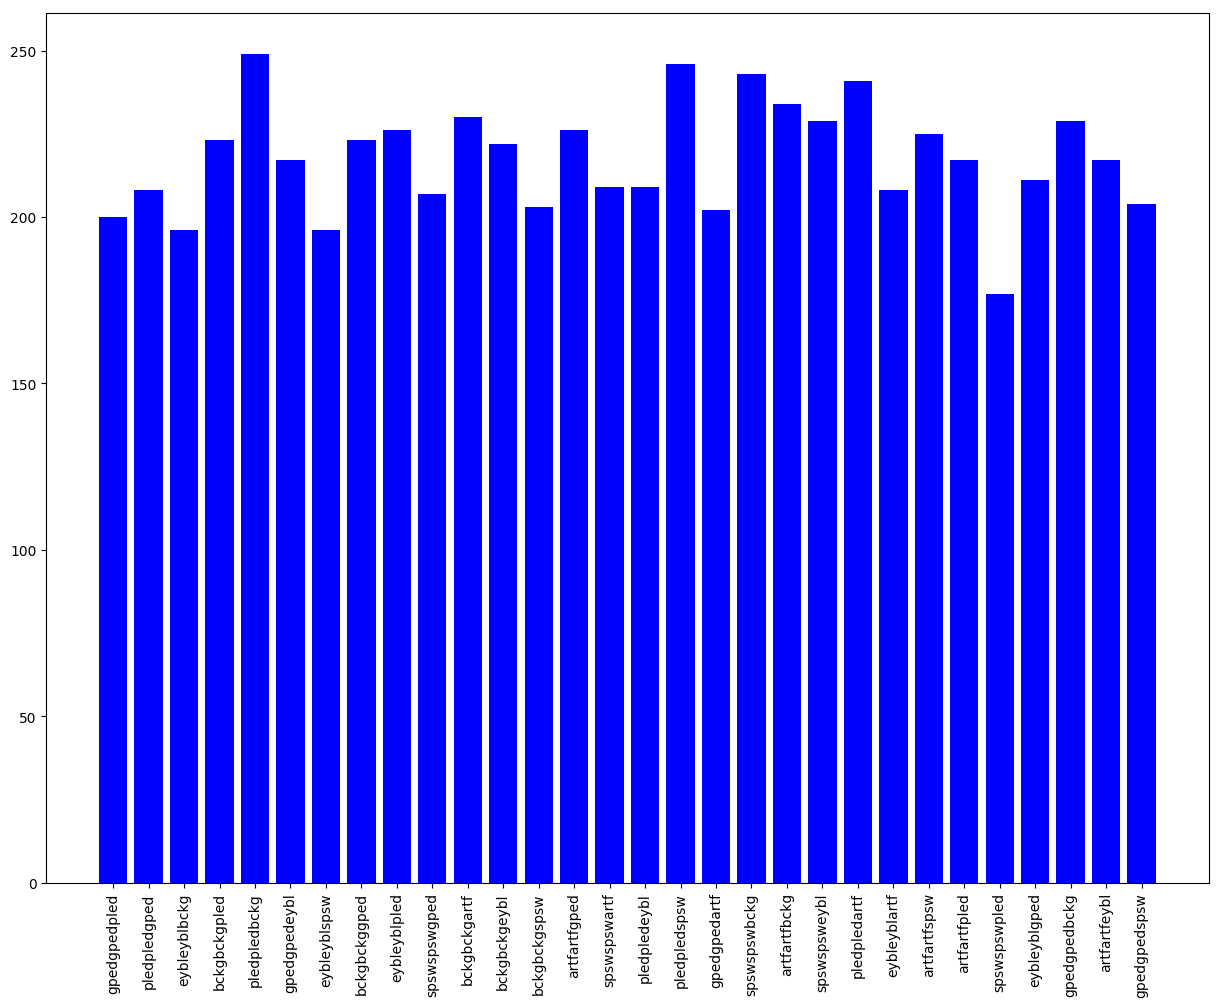 250
200
150
100
50
0
gpedgpedpled
pledpledgped
eybleyblbckg
bckgbckgpled
pledpledbckg
gpedgpedeybl
eybleyblspsw
bckgbckggped
eybleyblpled
spswspswgped
bckgbckgartf
bckgbckgeybl
bckgbckgspsw
artfartfgped
spswspswartf
pledpledeybl
pledpledspsw
gpedgpedartf
spswspswbckg
artfartfbckg
spswspsweybl
pledpledartf
eybleyblartf
artfartfspsw
artfartfpled
spswspswpled
eybleyblgped
gpedgpedbckg
artfartfeybl
gpedgpedspsw